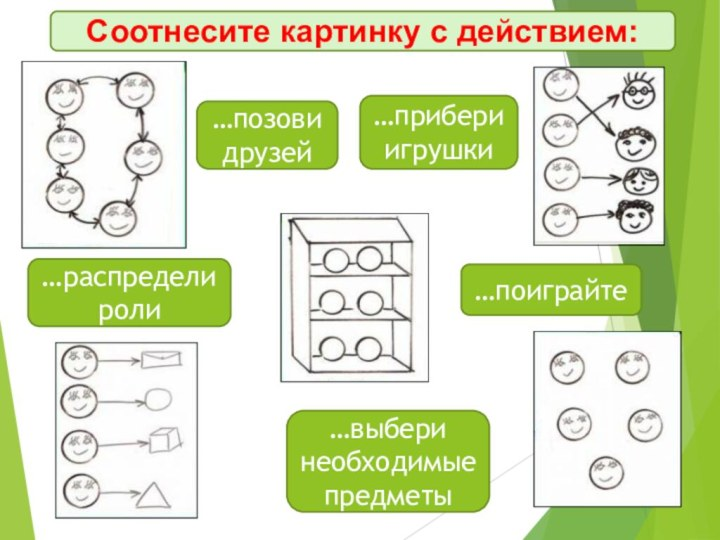 Соотнесите картинку с действием:
…позови
друзей
…прибери
игрушки
…распредели
роли
…поиграйте
…выбери
необходимые
предметы